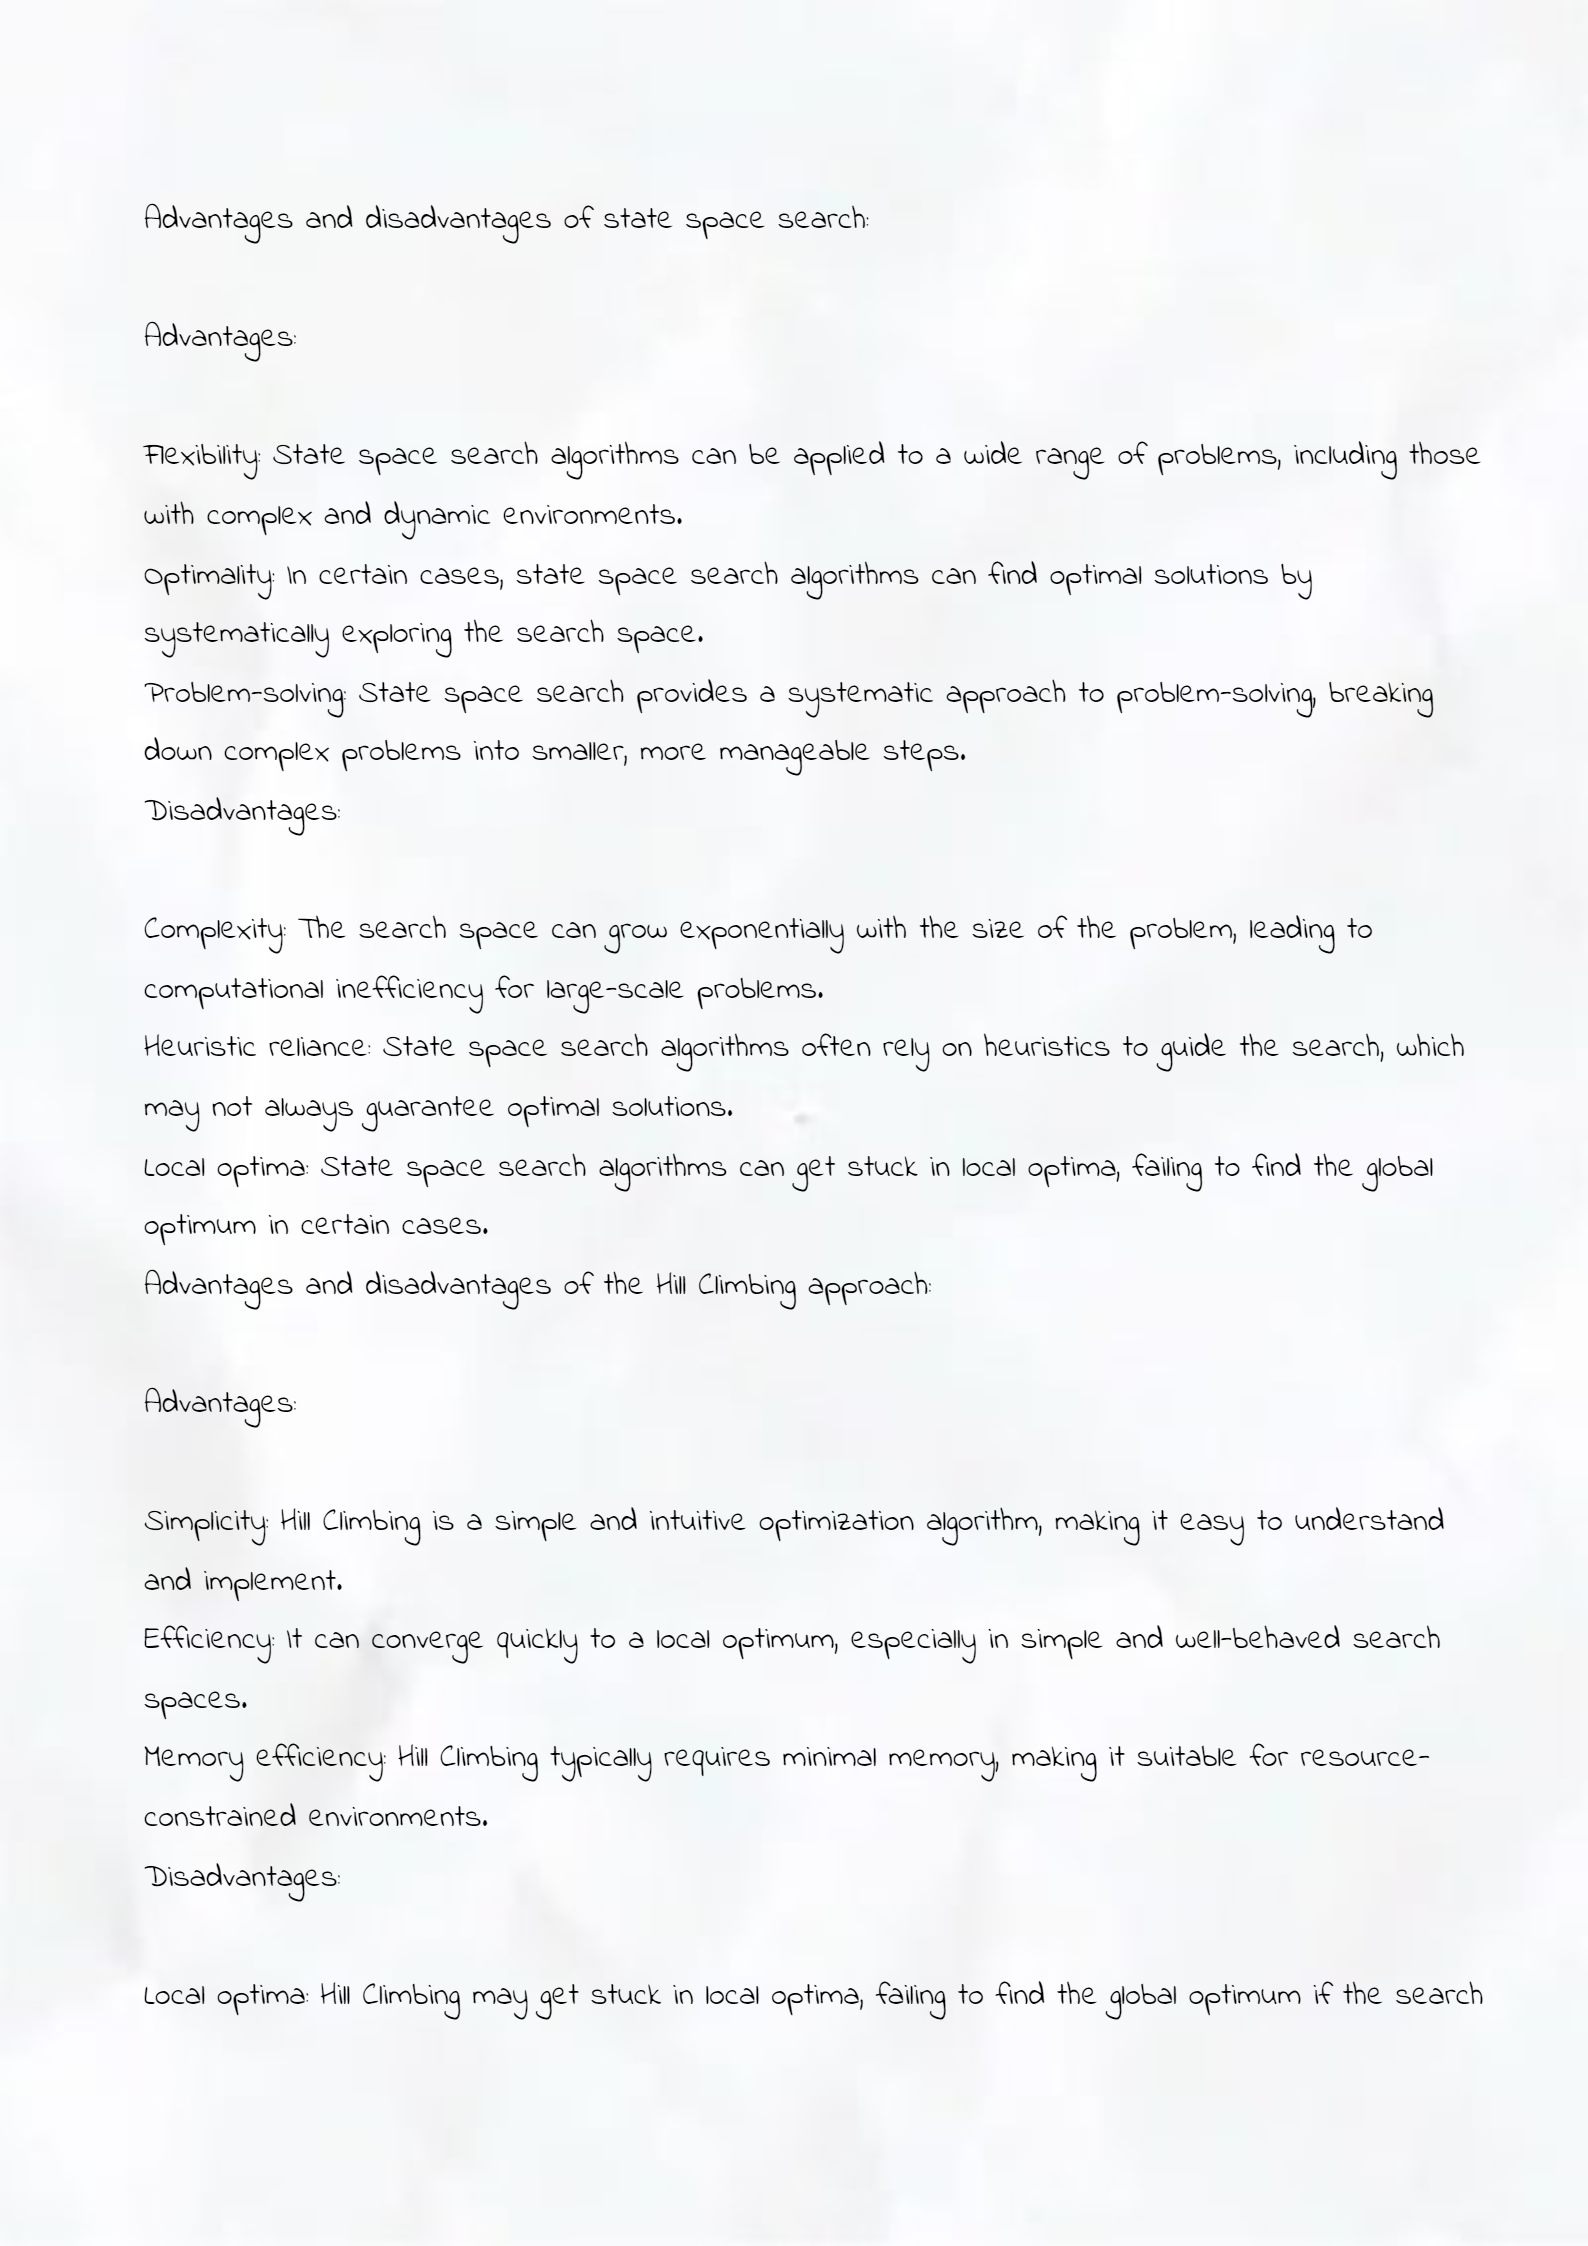 Advantages and disadvantages of state space search:
Advantages:
Flexibility: State space search algorithms can be applied to a wide range of problems, including those
with complex and dynamic environments.
Optimality: In certain cases, state space search algorithms can find optimal solutions by
systematically exploring the search space.
Problem-solving: State space search provides a systematic approach to problem-solving, breaking
down complex problems into smaller, more manageable steps.
Disadvantages:
Complexity: The search space can grow exponentially with the size of the problem, leading to
computational inefficiency for large-scale problems.
Heuristic reliance: State space search algorithms often rely on heuristics to guide the search, which
may not always guarantee optimal solutions.
Local optima: State space search algorithms can get stuck in local optima, failing to find the global
optimum in certain cases.
Advantages and disadvantages of the Hill Climbing approach:
Advantages:
Simplicity: Hill Climbing is a simple and intuitive optimization algorithm, making it easy to understand
and implement.
Efficiency: It can converge quickly to a local optimum, especially in simple and well-behaved search
spaces.
Memory efficiency: Hill Climbing typically requires minimal memory, making it suitable for resource-
constrained environments.
Disadvantages:
Local optima: Hill Climbing may get stuck in local optima, failing to find the global optimum if the search